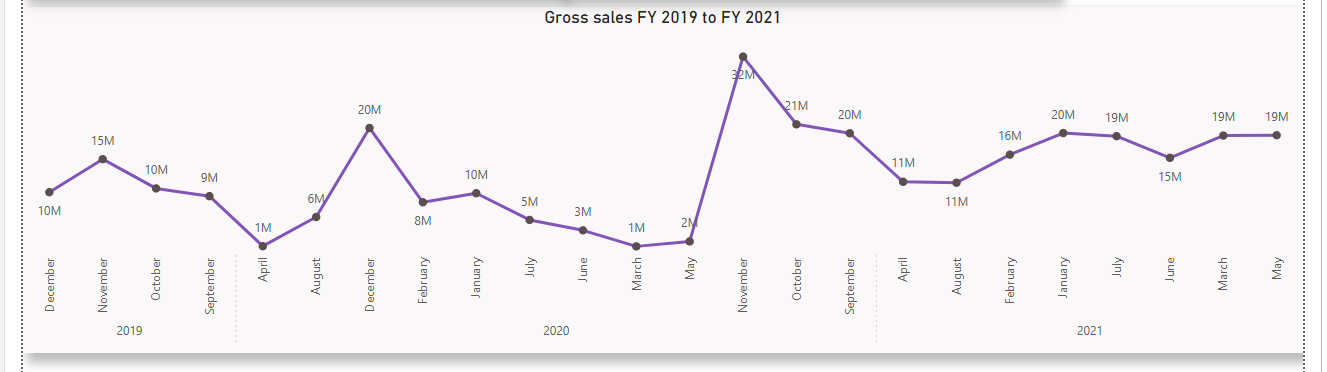 Gross sales FY 2019 to FY 2021
10M
15M
10M
9M
1M
6M
20M
8M
10M
5M
3M
1M
2M
32M
21M
20M
11M
11M
16M
20M
19M
15M
19M
19M
December
November
October
September
April
August
December
February
January
July
June
March
May
November
October
September
April
August
February
January
July
June
March
May
2019
2020
2021